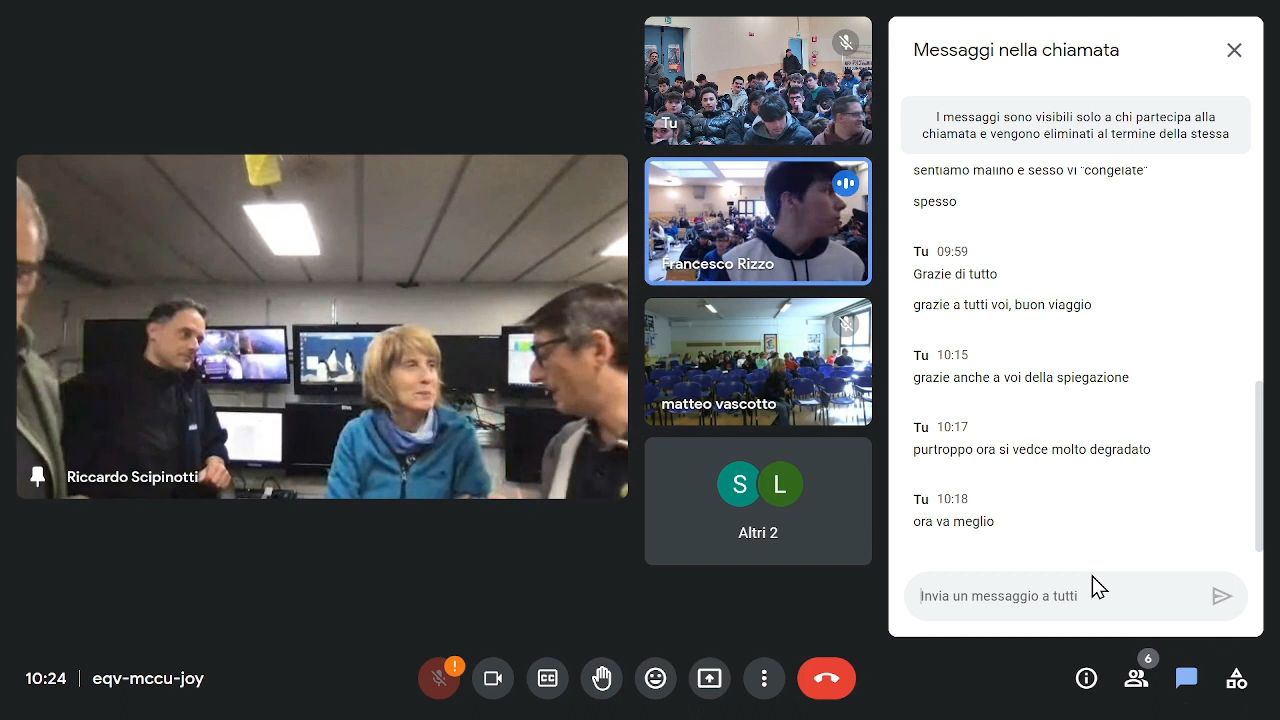 Messaggi nella chiamata
I messaggi sono visibili solo a chi partecipa alla
chiamata e vengono eliminati al termine della stessa
sentiamo malino e sesso vi "congelate"
spesso
Tu 09:59
Grazie di tutto
grazie a tutti voi, buon viaggio
Tu 10:15
grazie anche a voi della spiegazione
Tu 10:17
purtroppo ora si vedce molto degradato
Tu 10:18
ora va meglio
Invia un messaggio a tutti
Tu
Francesco Rizzo
matteo vascotto
S L
Altri 2
Riccardo Scipinotti
10:24 | eqv-mccu-joy
6